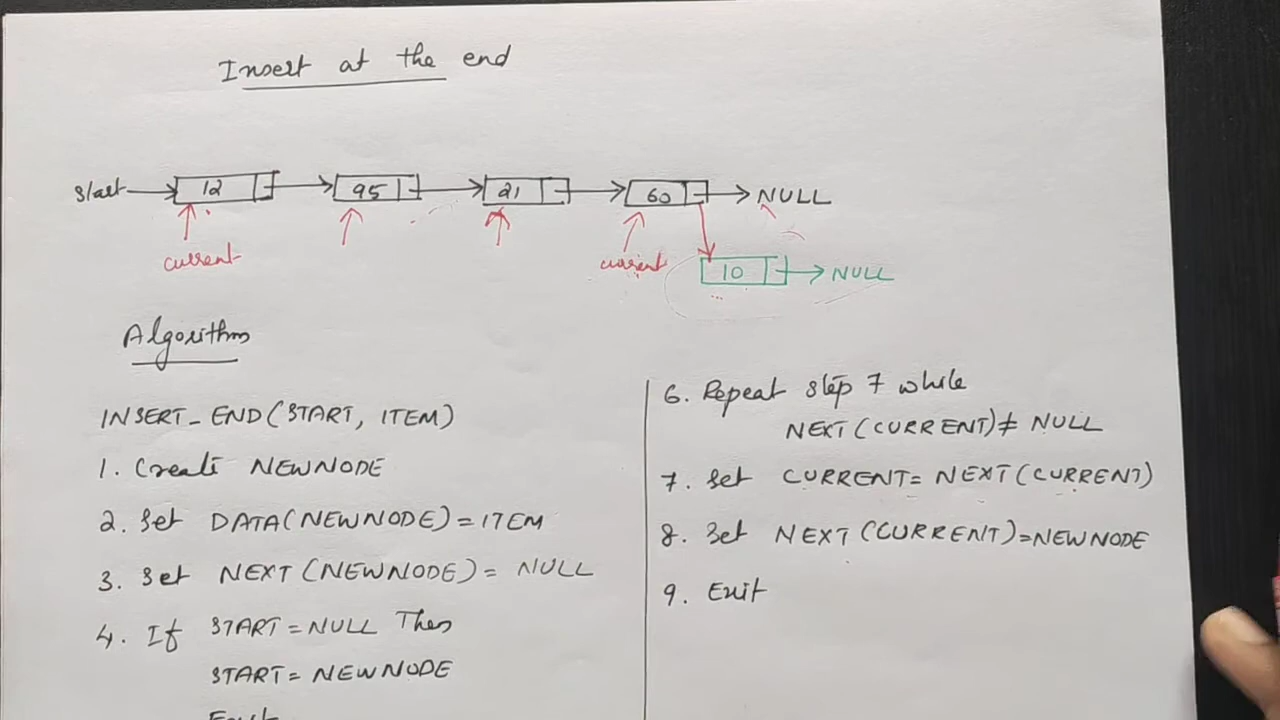 Insert at the end
Start 12 95 21 60 NULL
current current
10 NULL
Algorithm
INSERT_END(START, ITEM)
1. Create NEWNODE
2. Set DATA(NEWNODE)=ITEM
3. Set NEXT(NEWNODE)= NULL
4. If START=NULL Then
START= NEWNODE
6. Repeat step 7 while
NEXT(CURRENT)≠ NULL
7. Set CURRENT= NEXT(CURRENT)
8. Set NEXT(CURRENT)=NEWNODE
9. Exit